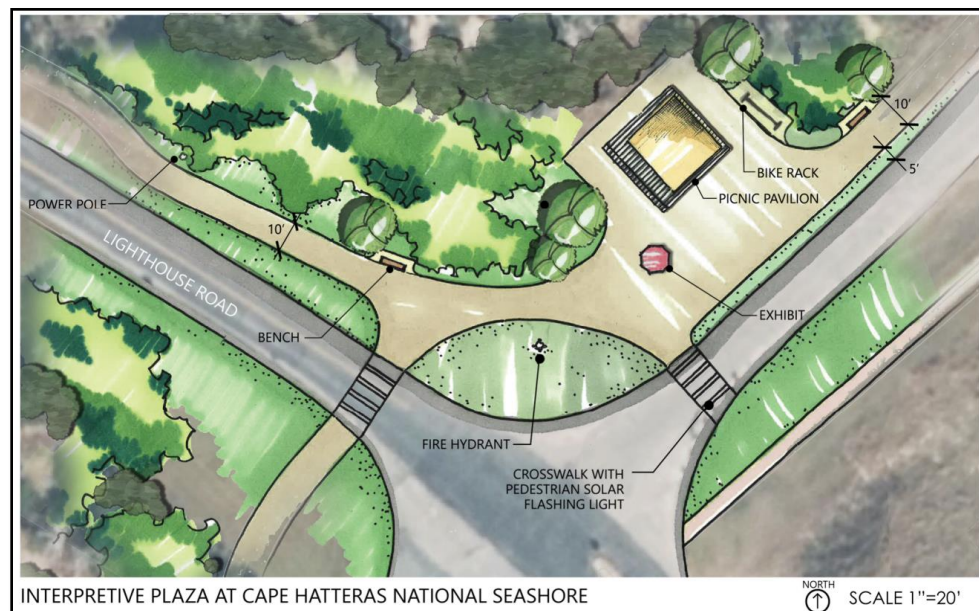 10'
5'
BIKE RACK
PICNIC PAVILION
POWER POLE
10'
LIGHTHOUSE ROAD
BENCH
EXHIBIT
FIRE HYDRANT
CROSSWALK WITH
PEDESTRIAN SOLAR
FLASHING LIGHT
INTERPRETIVE PLAZA AT CAPE HATTERAS NATIONAL SEASHORE
NORTH
SCALE 1"=20'